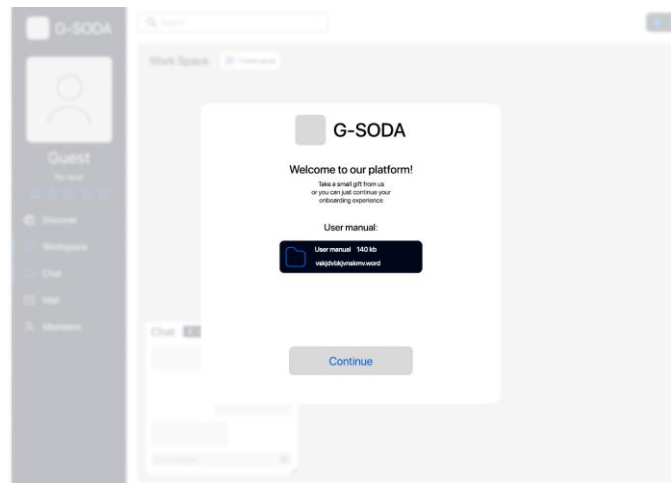 G-SODA
Search
Work Space
Create group
Guest
Discover
Workspace
Chat
Mail
Members
Chat
G-SODA
Welcome to our platform!
Take a small gift from us
or you can just continue your
onboarding experience
User manual:
User manual 140 kb
vskjdvbkjvnskmv.word
Continue